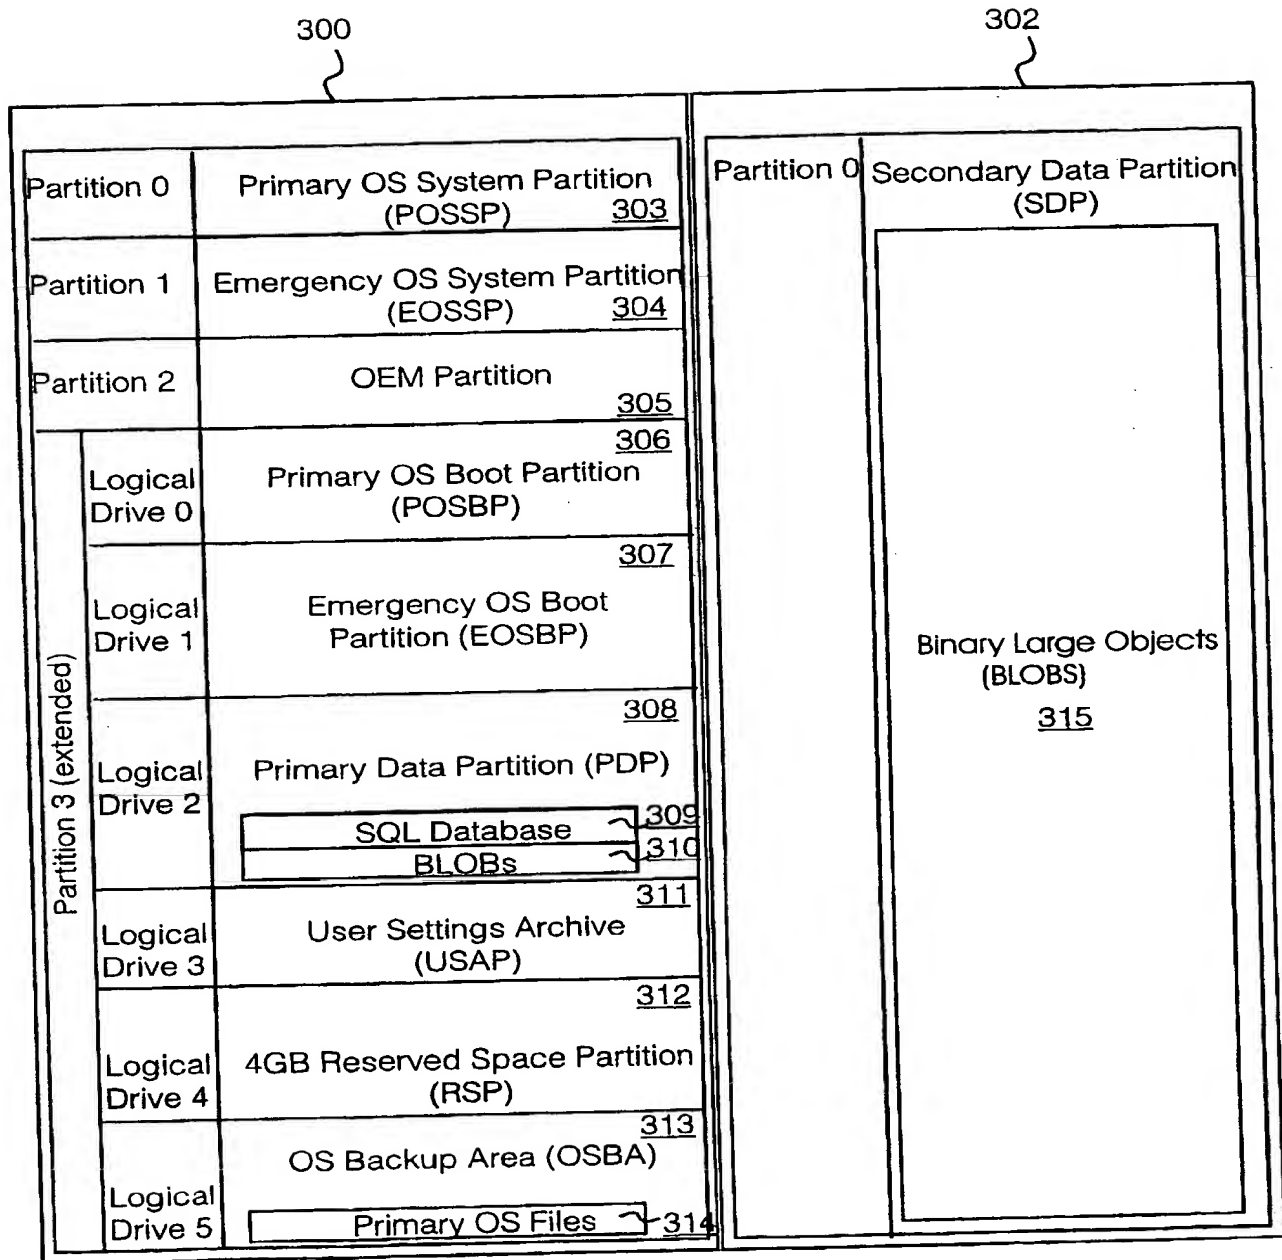 300
302
Partition 0
Primary OS System Partition
(POSSP)
303
Partition 1
Emergency OS System Partition
(EOSSP)
304
Partition 2
OEM Partition
305
Partition 3 (extended)
306
Logical
Drive 0
Primary OS Boot Partition
(POSBP)
307
Logical
Drive 1
Emergency OS Boot
Partition (EOSBP)
308
Logical
Drive 2
Primary Data Partition (PDP)
SQL Database
309
BLOBs
310
311
Logical
Drive 3
User Settings Archive
(USAP)
312
Logical
Drive 4
4GB Reserved Space Partition
(RSP)
313
OS Backup Area (OSBA)
Logical
Drive 5
Primary OS Files
314
Partition 0
Secondary Data Partition
(SDP)
Binary Large Objects
(BLOBS)
315